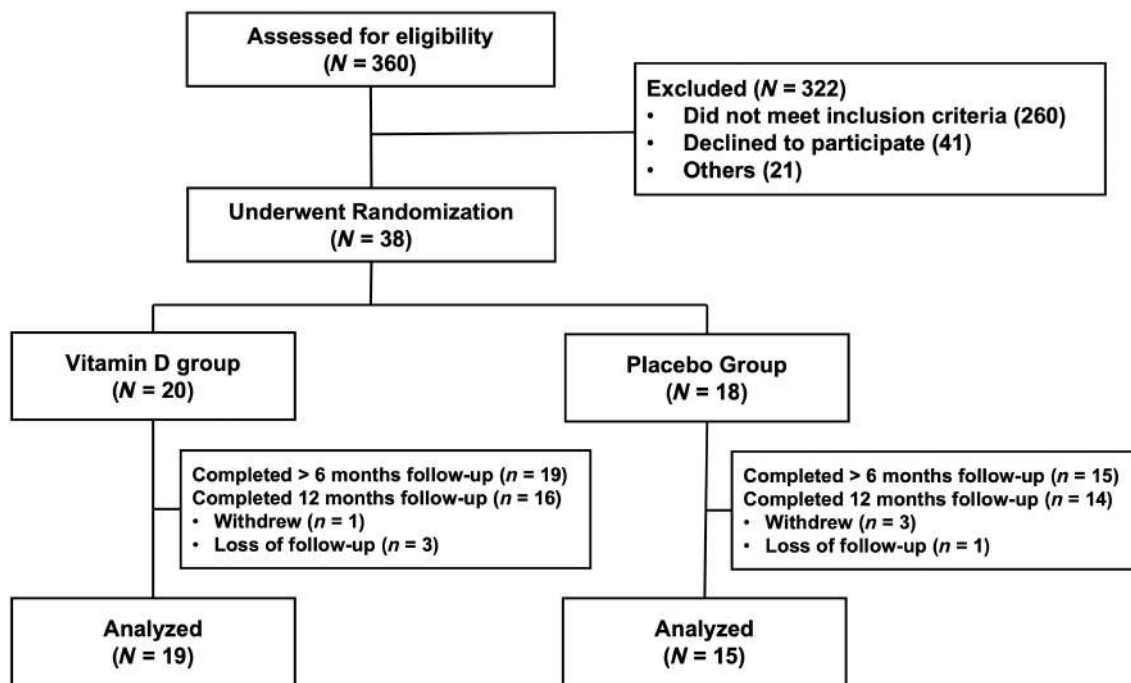 Assessed for eligibility
(N = 360)
Excluded (N = 322)
• Did not meet inclusion criteria (260)
• Declined to participate (41)
• Others (21)
Underwent Randomization
(N = 38)
Vitamin D group
(N = 20)
Placebo Group
(N = 18)
Completed > 6 months follow-up (n = 19)
Completed 12 months follow-up (n = 16)
• Withdrew (n = 1)
• Loss of follow-up (n = 3)
Completed > 6 months follow-up (n = 15)
Completed 12 months follow-up (n = 14)
• Withdrew (n = 3)
• Loss of follow-up (n = 1)
Analyzed
(N = 19)
Analyzed
(N = 15)